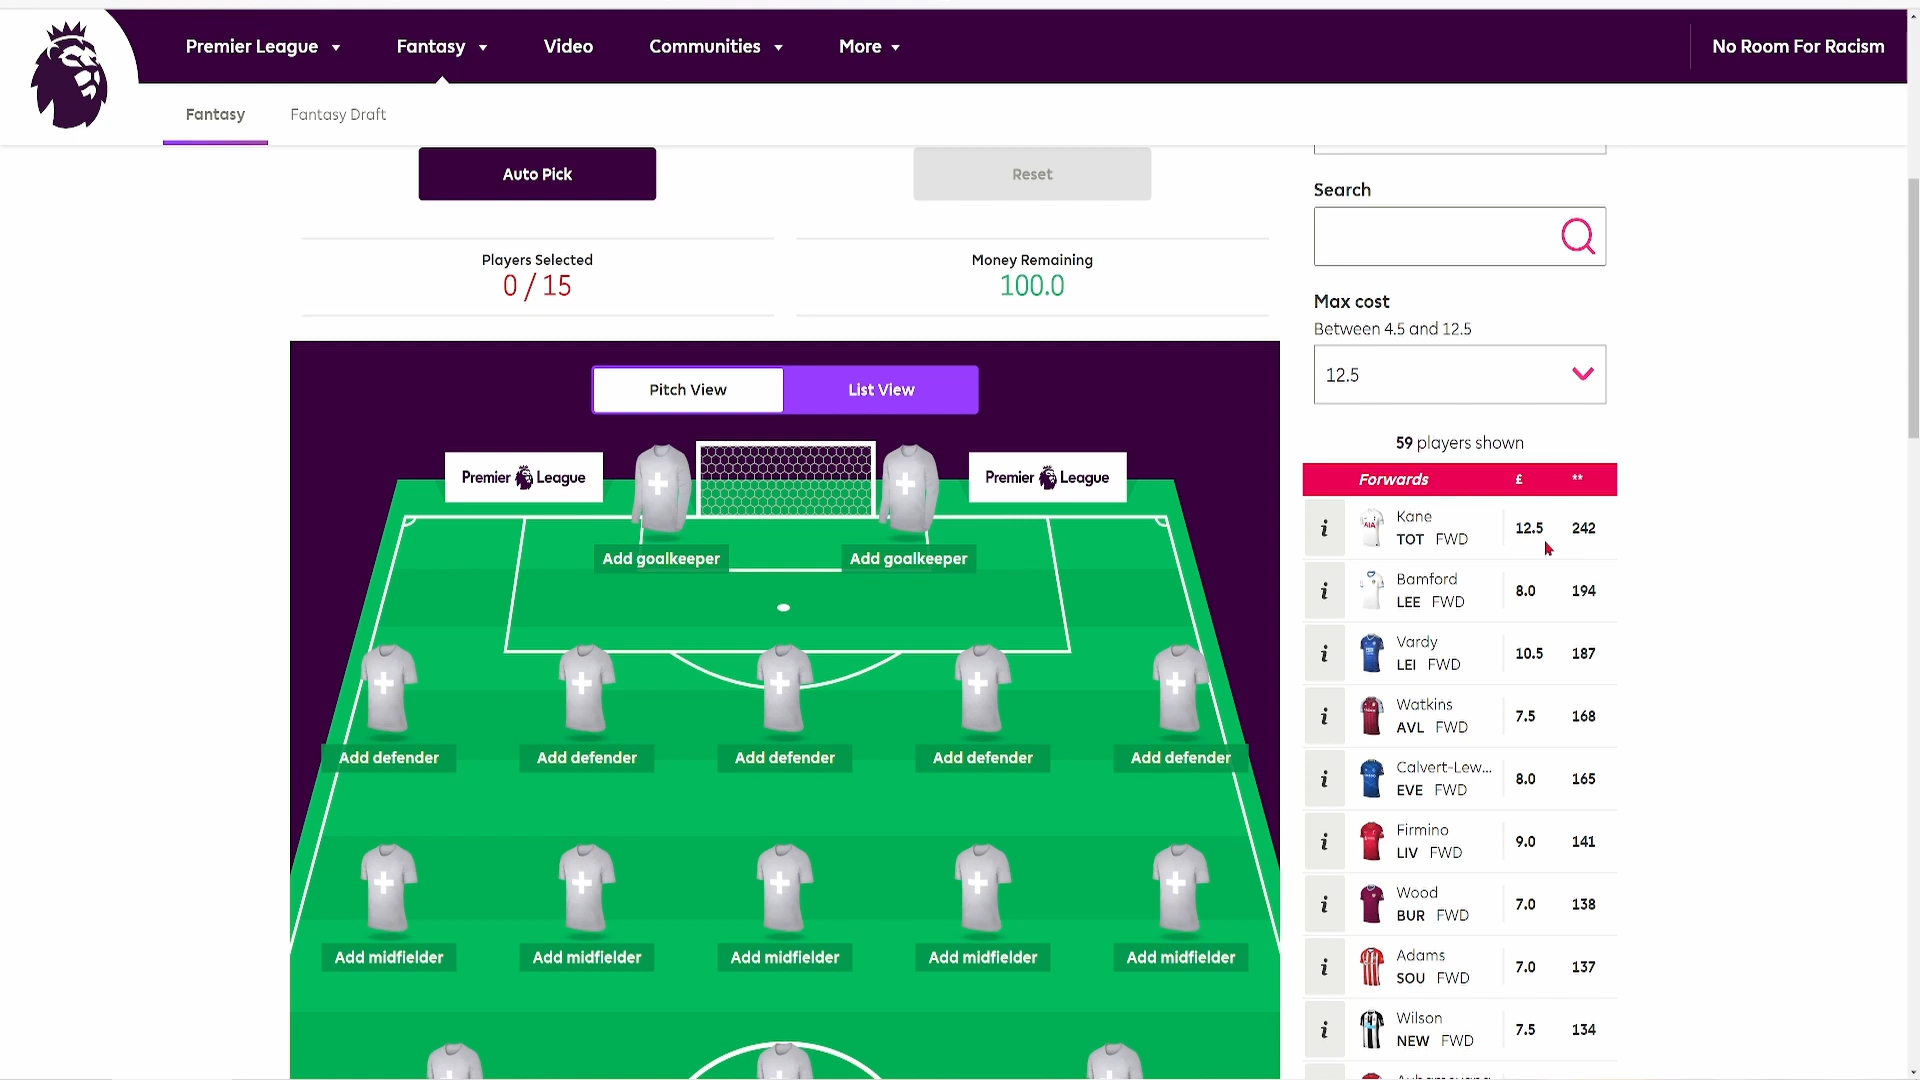 Premier League
Fantasy
Video
Communities
More
No Room For Racism
Fantasy
Fantasy Draft
Auto Pick
Reset
Search
Players Selected
0 / 15
Money Remaining
100.0
Max cost
Between 4.5 and 12.5
12.5
Pitch View
List View
59 players shown
Premier League
Premier League
Forwards £ **
Add goalkeeper
Add goalkeeper
Add defender
Add defender
Add defender
Add defender
Add defender
Add midfielder
Add midfielder
Add midfielder
Add midfielder
Add midfielder
i
Kane
TOT FWD
12.5 242
i
Bamford
LEE FWD
8.0 194
i
Vardy
LEI FWD
10.5 187
i
Watkins
AVL FWD
7.5 168
i
Calvert-Lew...
EVE FWD
8.0 165
i
Firmino
LIV FWD
9.0 141
i
Wood
BUR FWD
7.0 138
i
Adams
SOU FWD
7.0 137
i
Wilson
NEW FWD
7.5 134